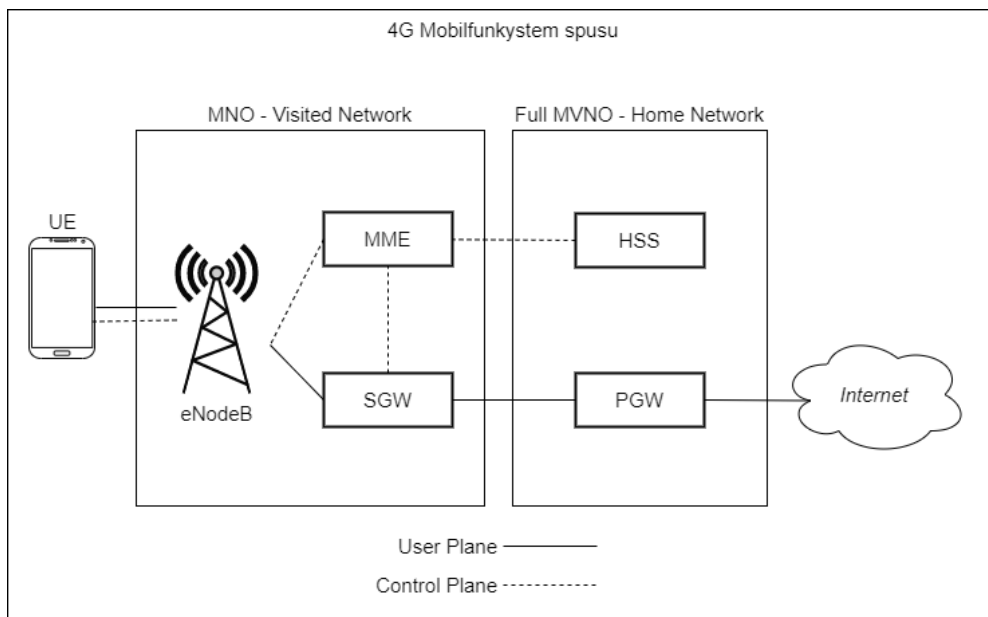 4G Mobilfunkystem spusu
MNO - Visited Network
Full MVNO - Home Network
UE
MME
HSS
eNodeB
SGW
PGW
Internet
User Plane
Control Plane